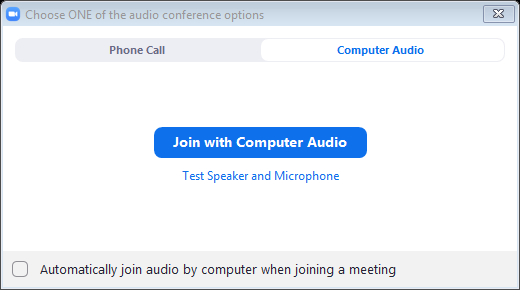 Choose ONE of the audio conference options
Phone Call
Computer Audio
Join with Computer Audio
Test Speaker and Microphone
Automatically join audio by computer when joining a meeting